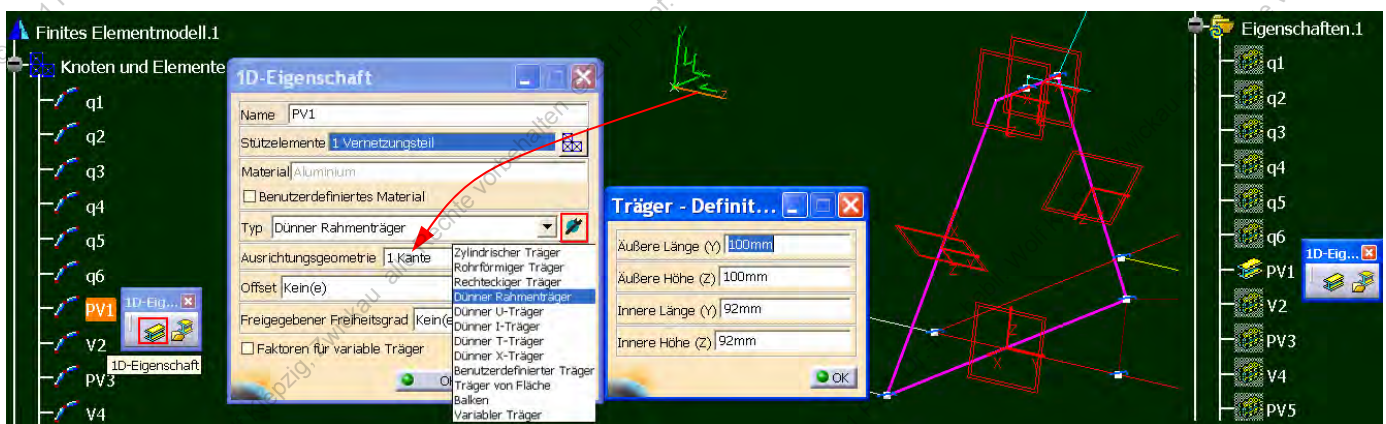 Finites Elementmodell.1
Knoten und Elemente
q1
q2
q3
q4
q5
q6
PV1
V2
PV3
V4
1D-Eig...
1D-Eigenschaft
1D-Eigenschaft
Name PV1
Stützelemente 1 Vernetzungsteil
Material Aluminium
Benutzerdefiniertes Material
Typ Dünner Rahmenträger
Ausrichtungsgeometrie 1 Kante
Offset Kein(e)
Freigegebener Freiheitsgrad Kein(e
Faktoren für variable Träger
Zylindrischer Träger
Rohrförmiger Träger
Rechteckiger Träger
Dünner Rahmenträger
Dünner U-Träger
Dünner I-Träger
Dünner T-Träger
Dünner X-Träger
Benutzerdefinierter Träger
Träger von Fläche
Balken
Variabler Träger
Träger - Definit...
Äußere Länge (Y) 100mm
Äußere Höhe (Z) 100mm
Innere Länge (Y) 92mm
Innere Höhe (Z) 92mm
OK
Eigenschaften.1
q1
q2
q3
q4
q5
q6
PV1
V2
PV3
V4
PV5
1D-Eig...